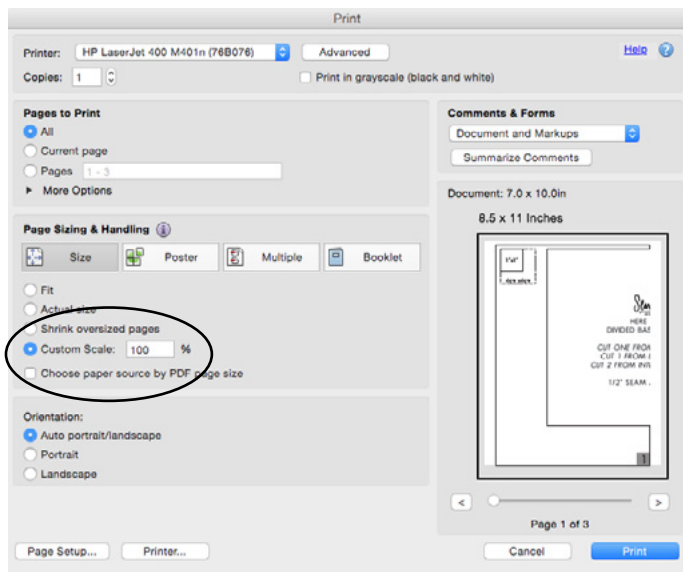 Print
Printer: HP LaserJet 400 M401n (76B076) Advanced Help
Copies: 1 Print in grayscale (black and white)
Pages to Print
All
Current page
Pages 1 - 3
More Options
Comments & Forms
Document and Markups
Summarize Comments
Page Sizing & Handling
Size Poster Multiple Booklet
Fit
Actual size
Shrink oversized pages
Custom Scale: 100 %
Choose paper source by PDF page size
Orientation:
Auto portrait/landscape
Portrait
Landscape
Document: 7.0 x 10.0in
8.5 x 11 Inches
1"x1"
HERE
DIVIDED BAS
CUT ONE FROM
CUT 1 FROM
CUT 2 FROM INT
1/2" SEAM
1
< >
Page 1 of 3
Page Setup... Printer... Cancel Print